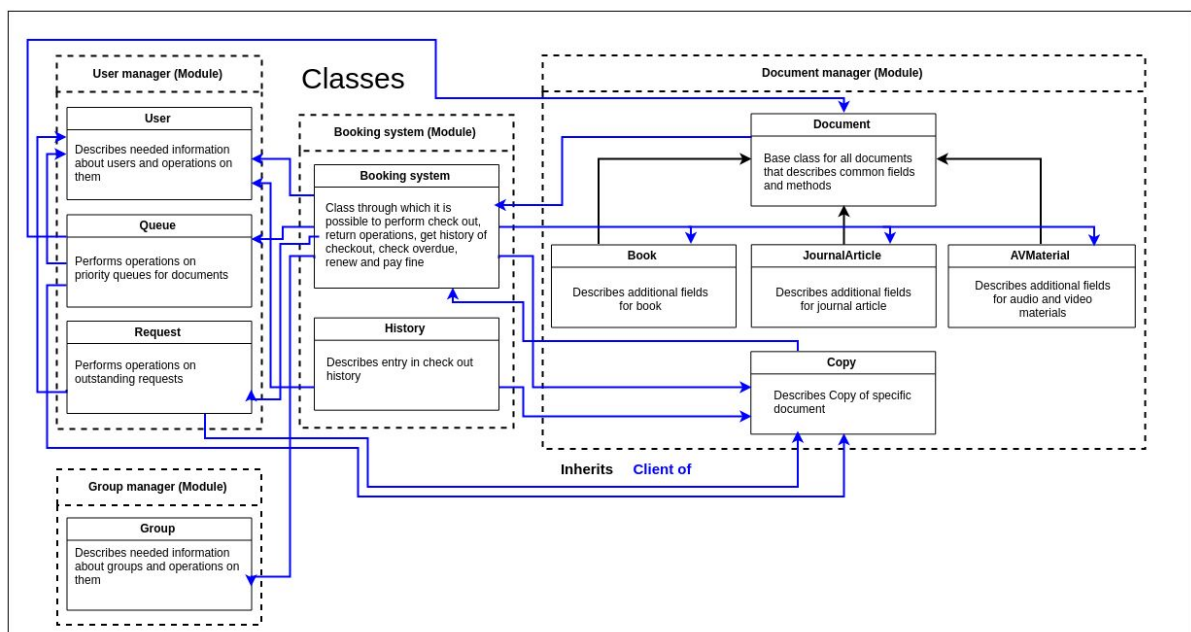 Classes
User manager (Module)
User
Describes needed information
about users and operations on
them
Queue
Performs operations on
priority queues for documents
Request
Performs operations on
outstanding requests
Booking system (Module)
Booking system
Class through which it is
possible to perform check out,
return operations, get history of
checkout, check overdue,
renew and pay fine
History
Describes entry in check out
history
Document manager (Module)
Document
Base class for all documents
that describes common fields
and methods
Book
Describes additional fields
for book
JournalArticle
Describes additional fields
for journal article
AVMaterial
Describes additional fields
for audio and video
materials
Copy
Describes Copy of specific
document
Inherits Client of
Group manager (Module)
Group
Describes needed information
about groups and operations on
them